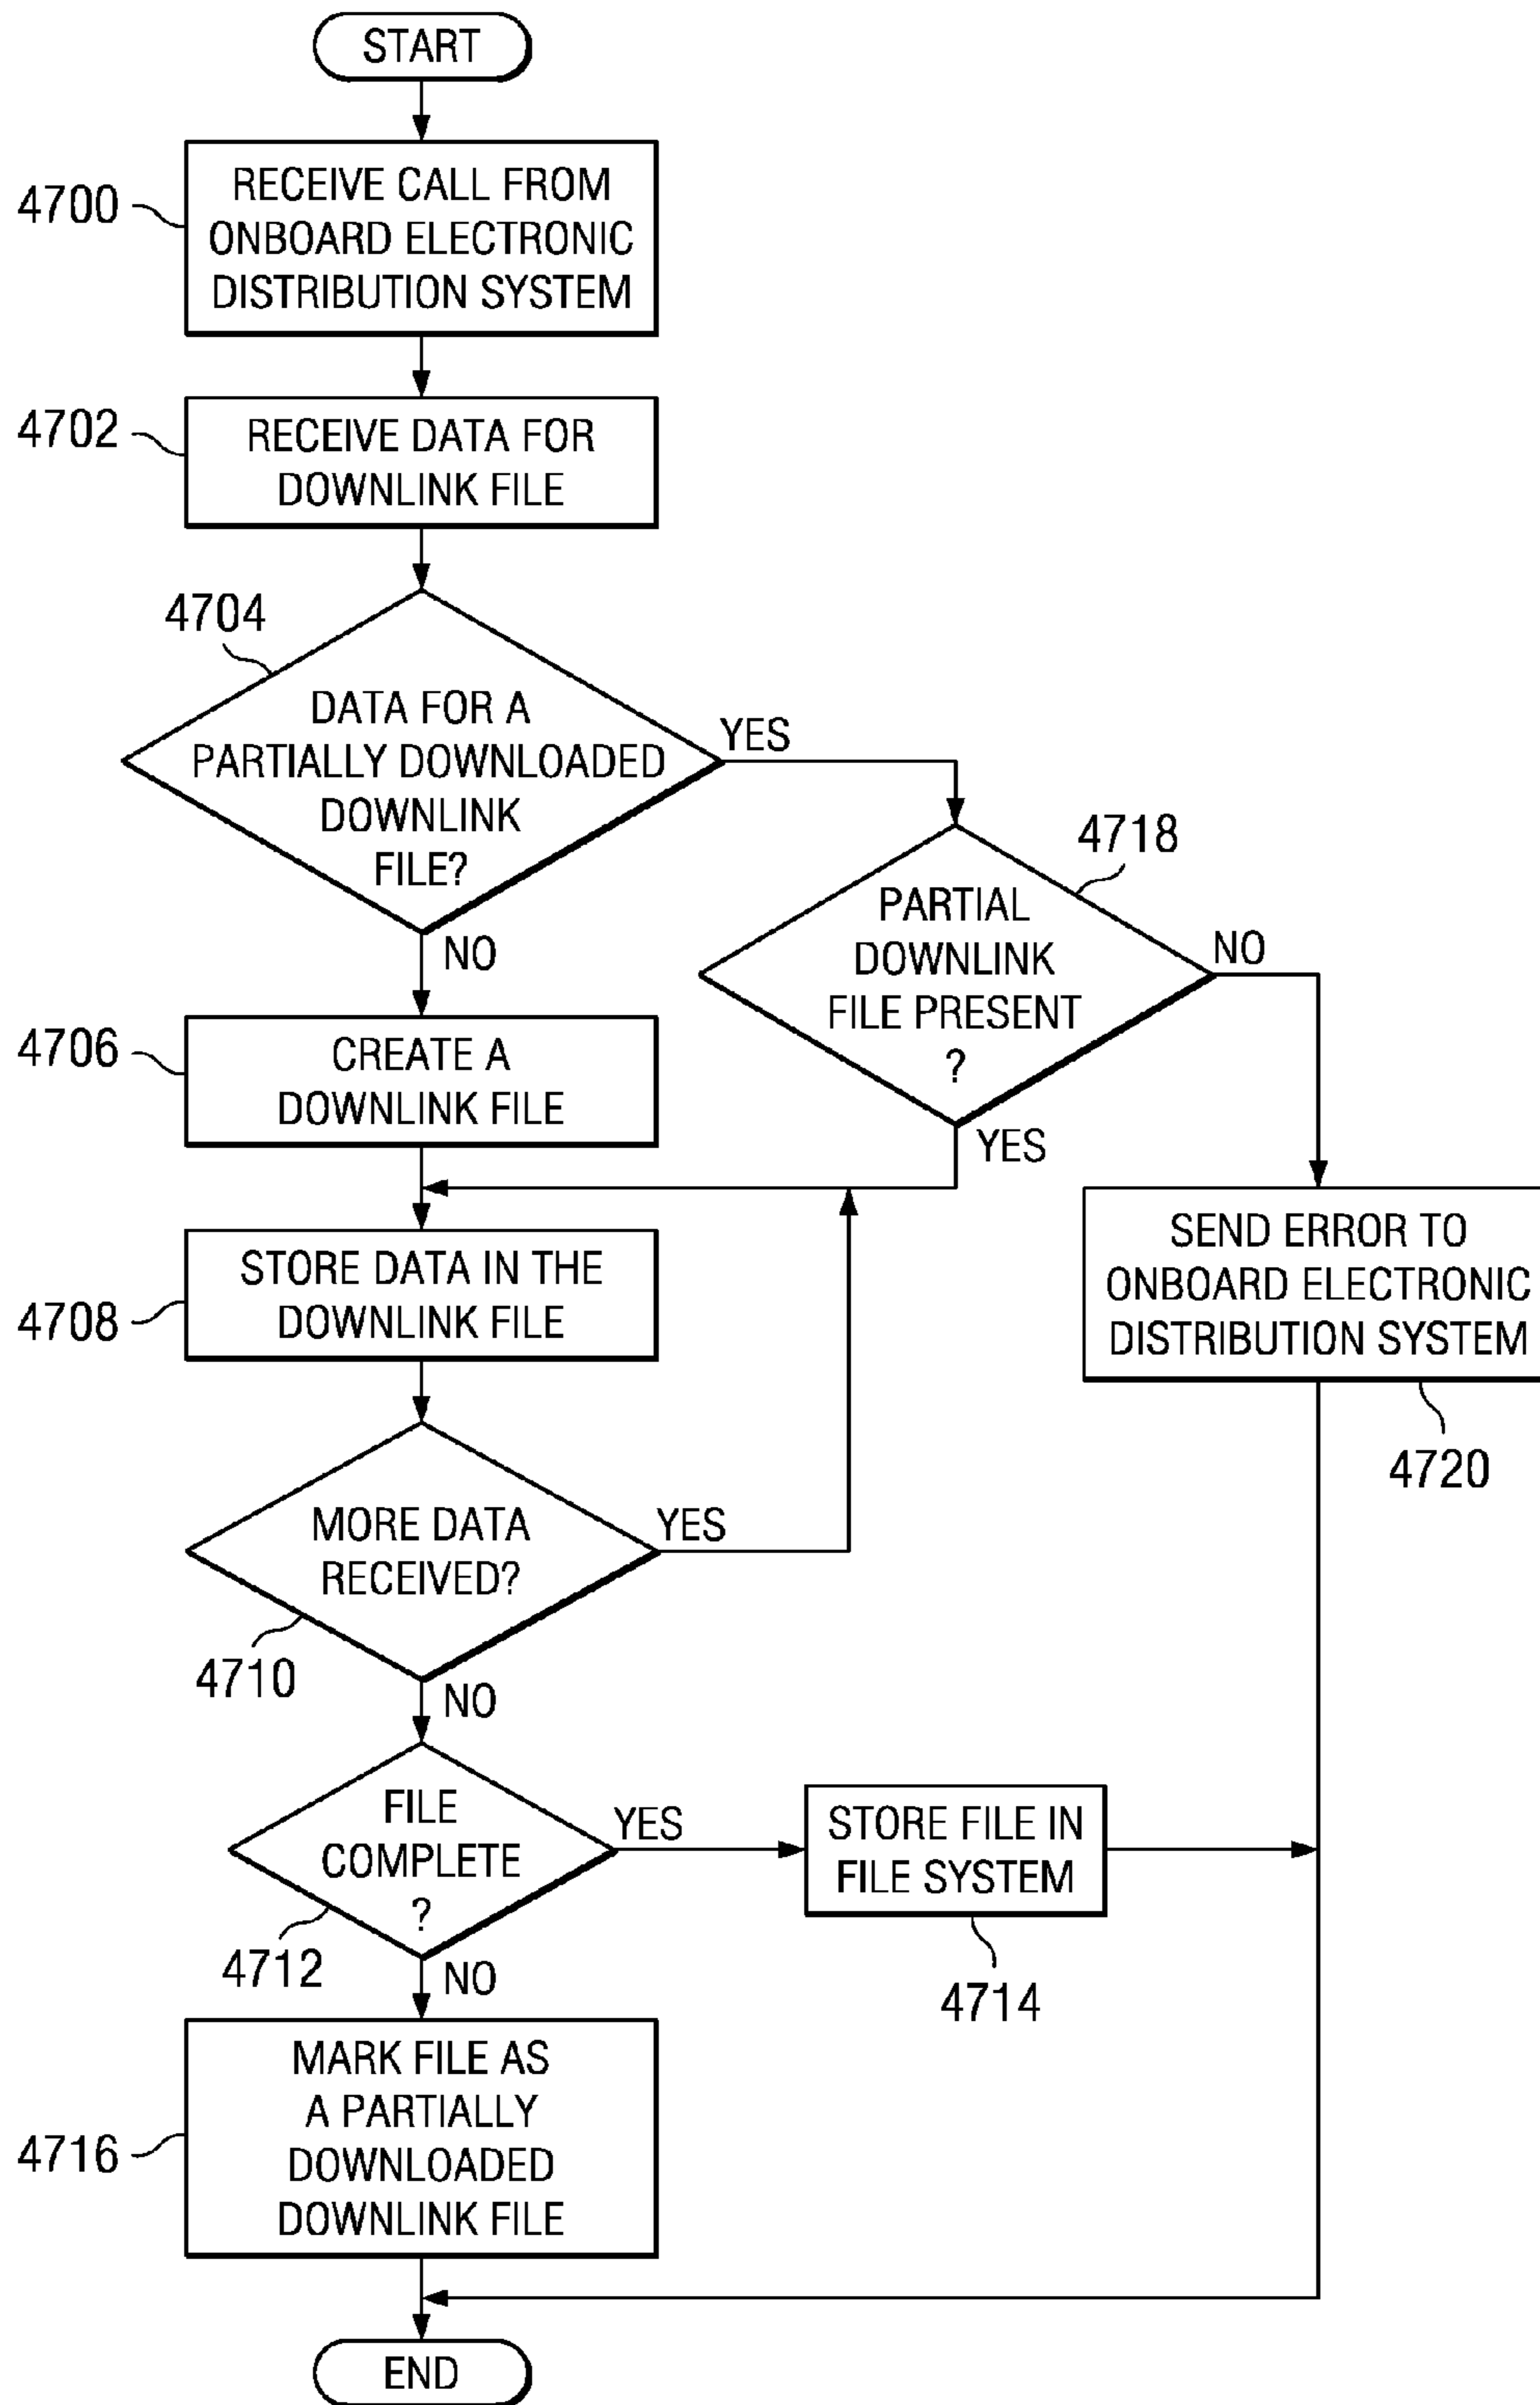 START
4700
RECEIVE CALL FROM
ONBOARD ELECTRONIC
DISTRIBUTION SYSTEM
4702
RECEIVE DATA FOR
DOWNLINK FILE
4704
DATA FOR A
PARTIALLY DOWNLOADED
DOWNLINK
FILE?
YES
NO
4718
PARTIAL
DOWNLINK
FILE PRESENT
?
NO
YES
4706
CREATE A
DOWNLINK FILE
4708
STORE DATA IN THE
DOWNLINK FILE
SEND ERROR TO
ONBOARD ELECTRONIC
DISTRIBUTION SYSTEM
4720
MORE DATA
RECEIVED?
YES
4710
NO
FILE
COMPLETE
?
YES
4712
NO
STORE FILE IN
FILE SYSTEM
4714
4716
MARK FILE AS
A PARTIALLY
DOWNLOADED
DOWNLINK FILE
END